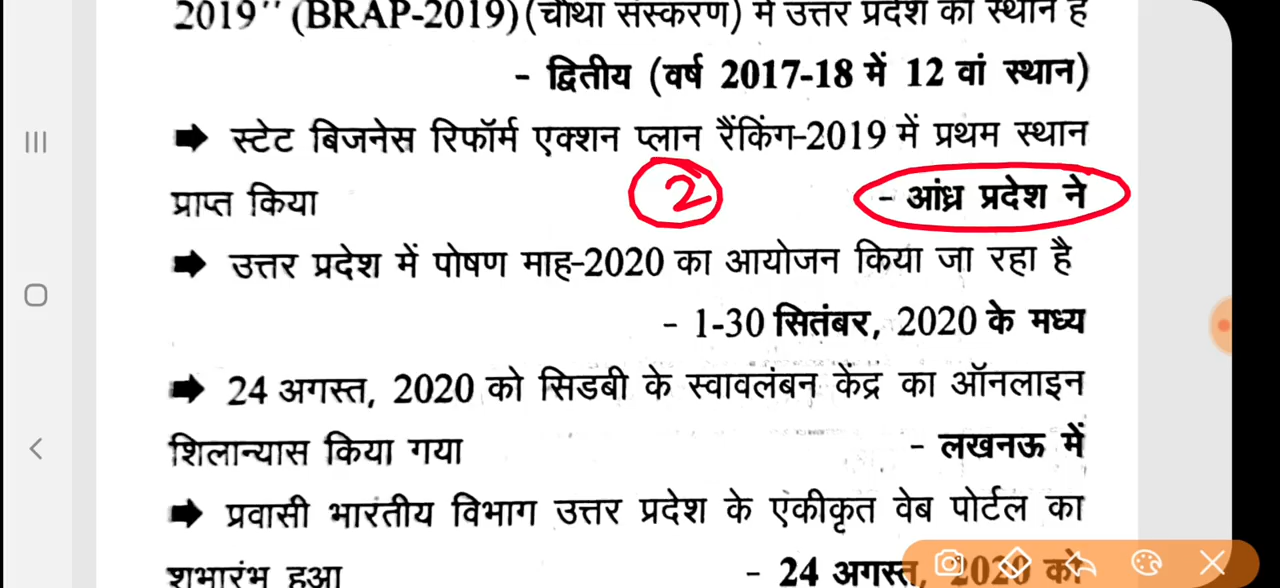 2019'' (BRAP-2019) (चौथा संस्करण) में उत्तर प्रदेश का स्थान है
- द्वितीय (वर्ष 2017-18 में 12 वां स्थान)
➡ स्टेट बिजनेस रिफॉर्म एक्शन प्लान रैंकिंग-2019 में प्रथम स्थान
प्राप्त किया 2 - आंध्र प्रदेश ने
➡ उत्तर प्रदेश में पोषण माह-2020 का आयोजन किया जा रहा है
- 1-30 सितंबर, 2020 के मध्य
➡ 24 अगस्त, 2020 को सिडबी के स्वावलंबन केंद्र का ऑनलाइन
शिलान्यास किया गया - लखनऊ में
➡ प्रवासी भारतीय विभाग उत्तर प्रदेश के एकीकृत वेब पोर्टल का
शुभारंभ हुआ - 24 अगस्त, 2020 को